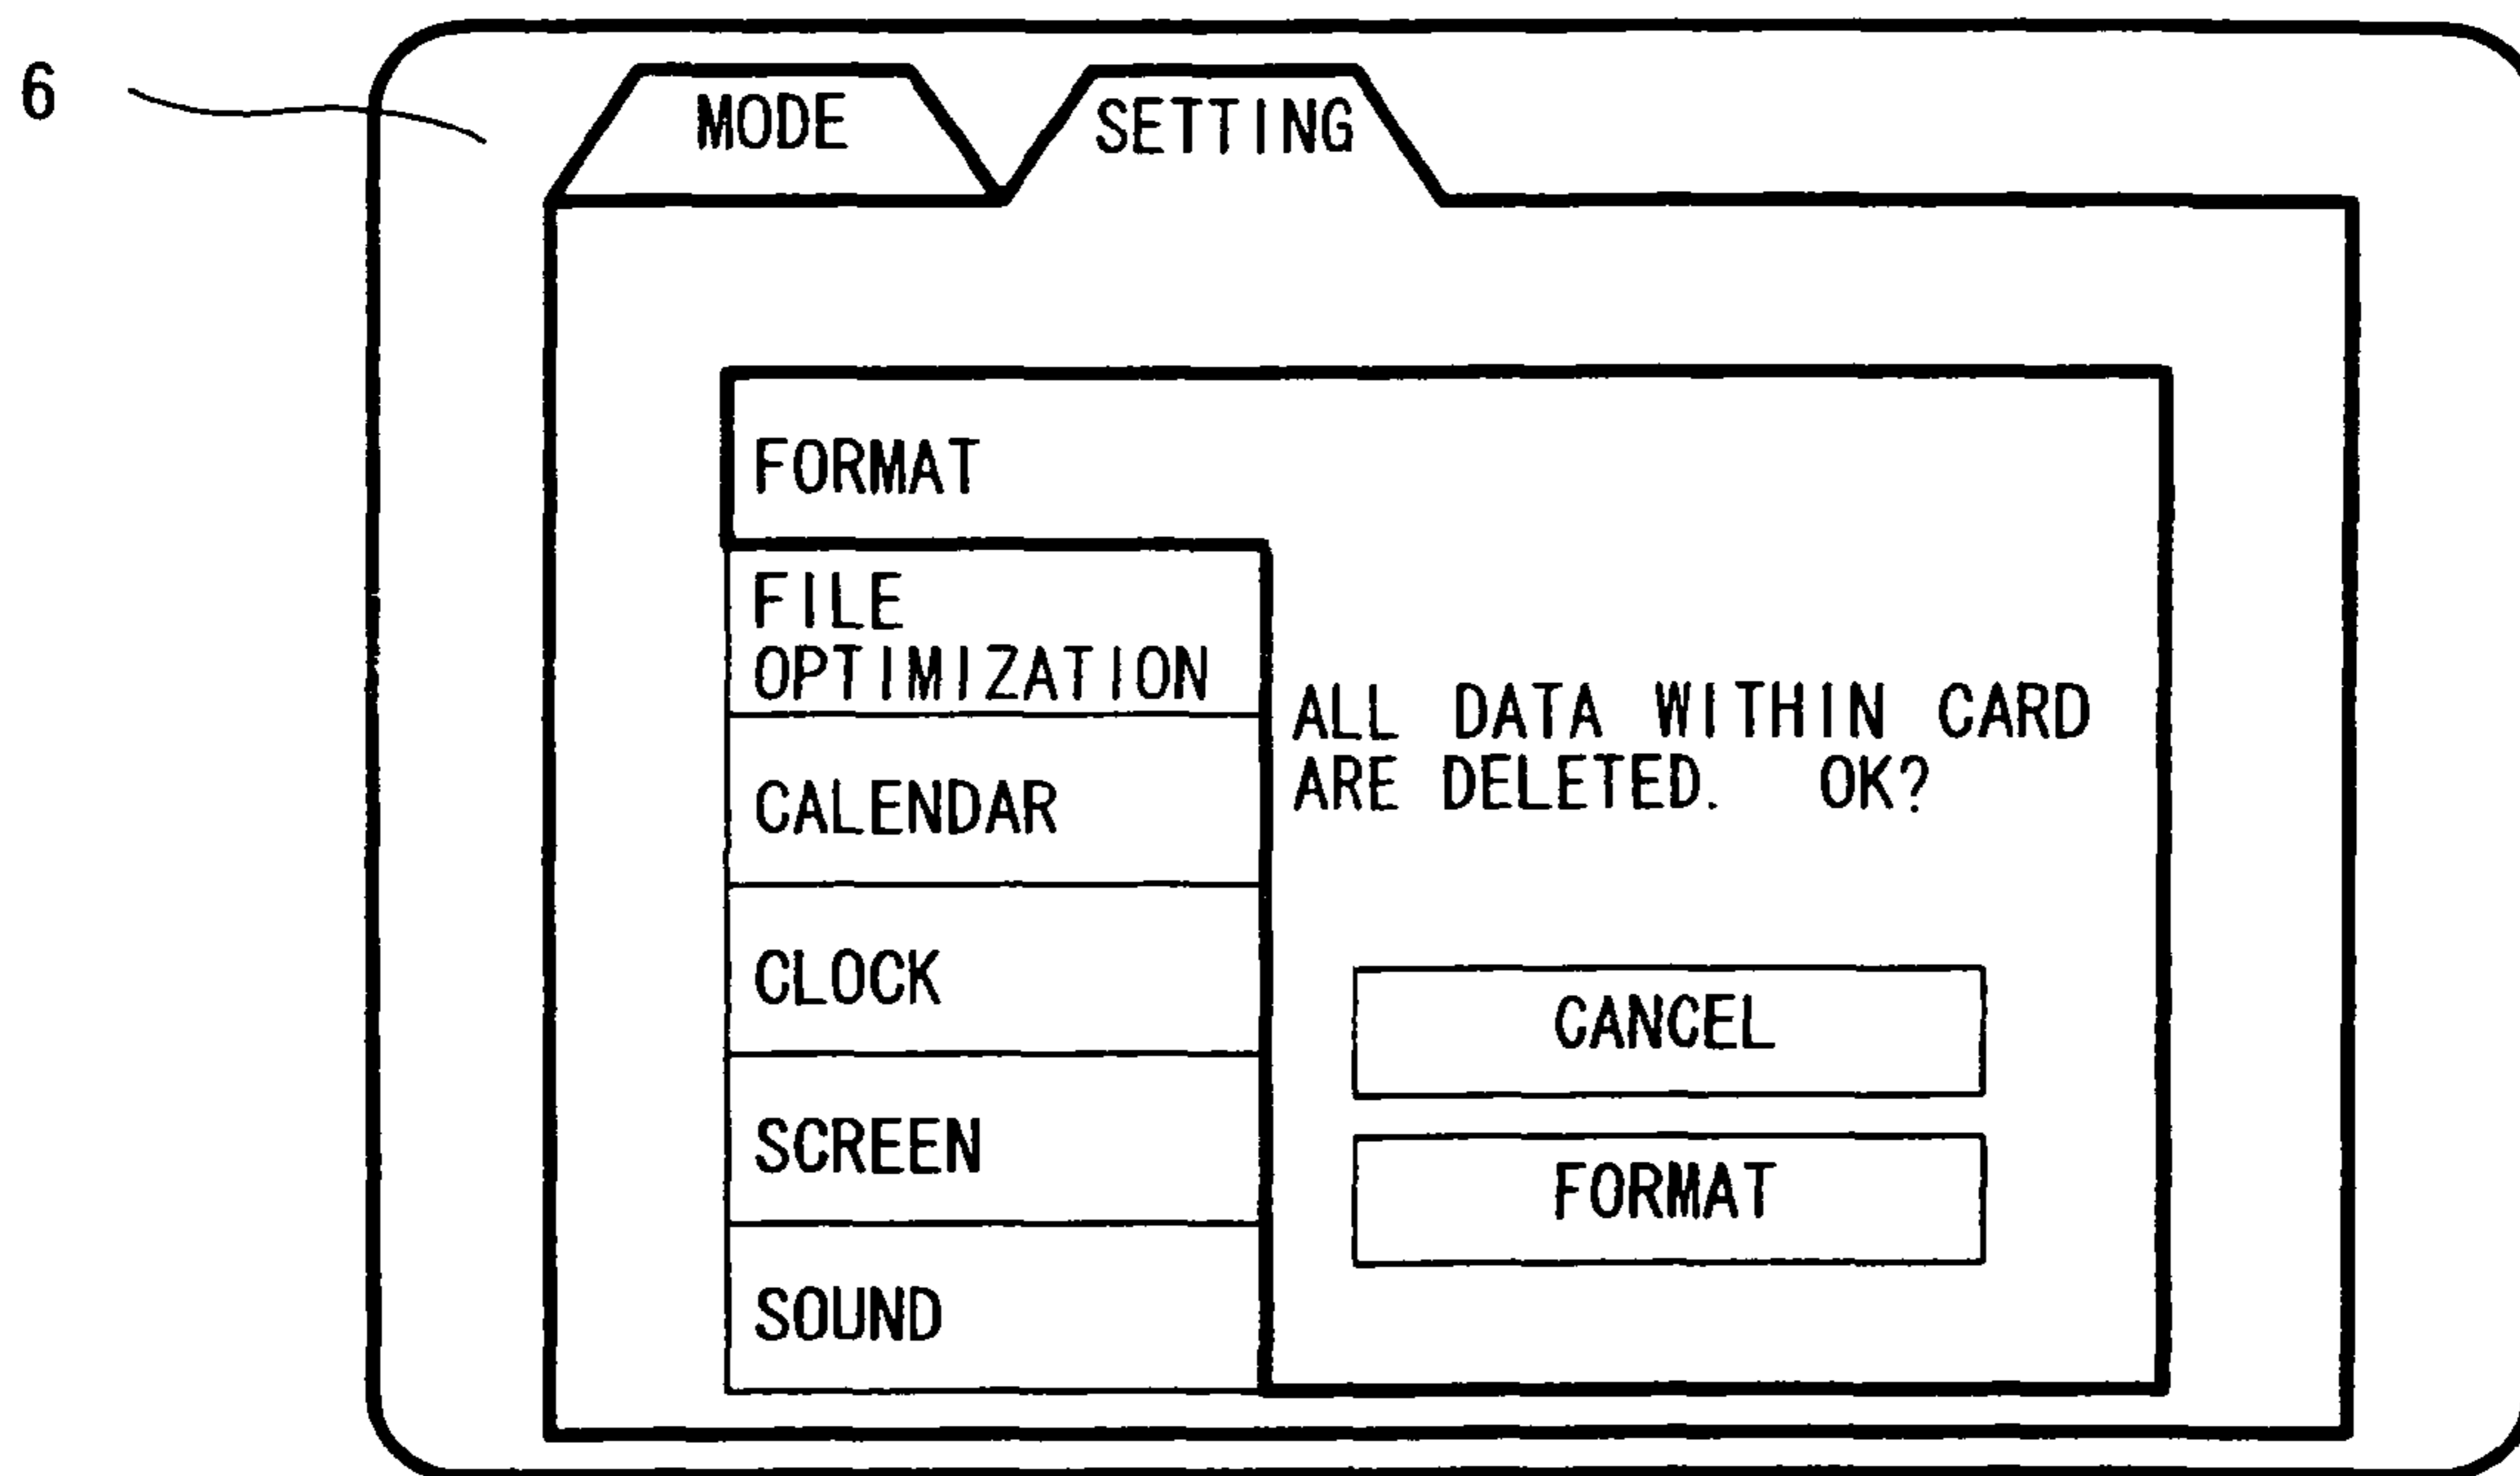 6
MODE
SETTING
FORMAT
FILE
OPTIMIZATION
CALENDAR
CLOCK
SCREEN
SOUND
ALL DATA WITHIN CARD
ARE DELETED. OK?
CANCEL
FORMAT